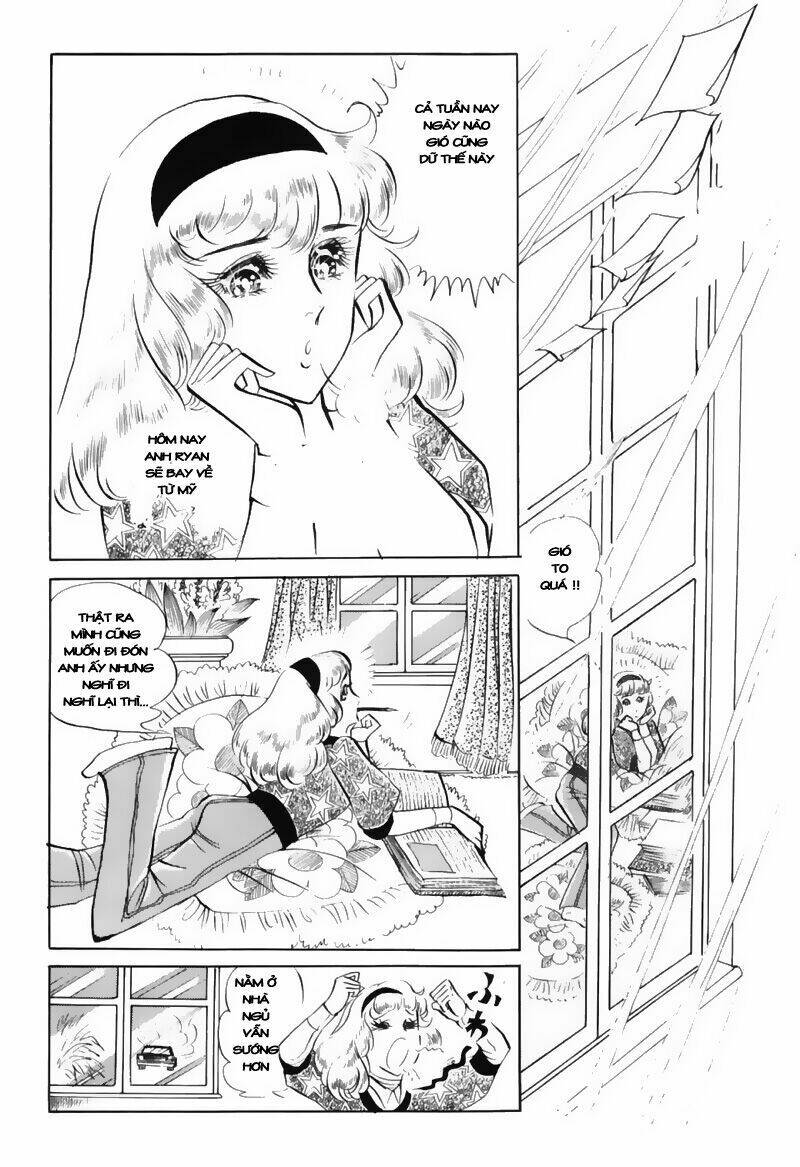 CẢ TUẦN NAY
NGÀY NÀO
GIÓ CŨNG
DỮ THẾ NÀY
HÔM NAY
ANH RYAN
SẼ BAY VỀ
TỪ MỸ
GIÓ
TO
QUÁ !!
THẬT RA
MÌNH CŨNG
MUỐN ĐI ĐÓN
ANH ẤY NHƯNG
NGHĨ ĐI
NGHĨ LẠI THÌ...
NẰM Ở
NHÀ
NGỦ
VẪN
SƯỚNG
HƠN
ふわ